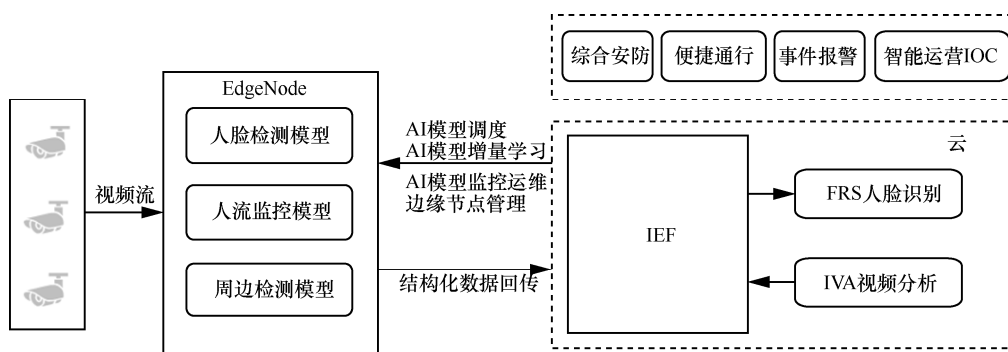 综合安防
便捷通行
事件报警
智能运营IOC
EdgeNode
人脸检测模型
人流监控模型
周边检测模型
视频流
AI模型调度
AI模型增量学习
AI模型监控运维
边缘节点管理
结构化数据回传
云
IEF
FRS人脸识别
IVA视频分析